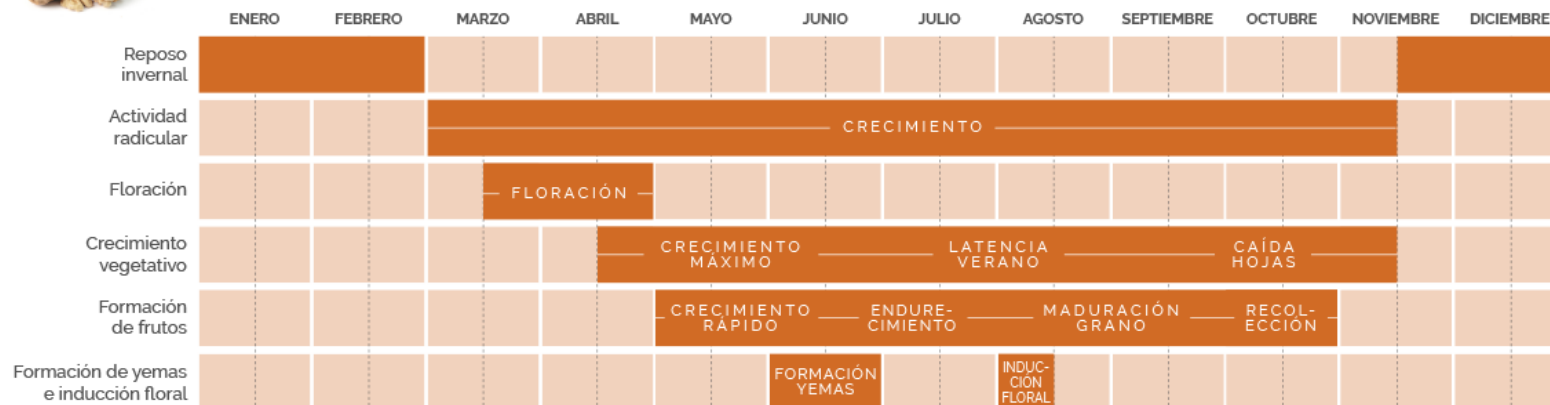 ENERO FEBRERO MARZO ABRIL MAYO JUNIO JULIO AGOSTO SEPTIEMBRE OCTUBRE NOVIEMBRE DICIEMBRE
Reposo
invernal
Actividad
radicular
CRECIMIENTO
Floración
FLORACIÓN
Crecimiento
vegetativo
CRECIMIENTO
MÁXIMO
LATENCIA
VERANO
CAÍDA
HOJAS
Formación
de frutos
CRECIMIENTO
RÁPIDO
ENDURE-
CIMIENTO
MADURACIÓN
GRANO
RECOL-
ECCIÓN
Formación de yemas
e inducción floral
FORMACIÓN
YEMAS
INDUC-
CIÓN
FLORAL